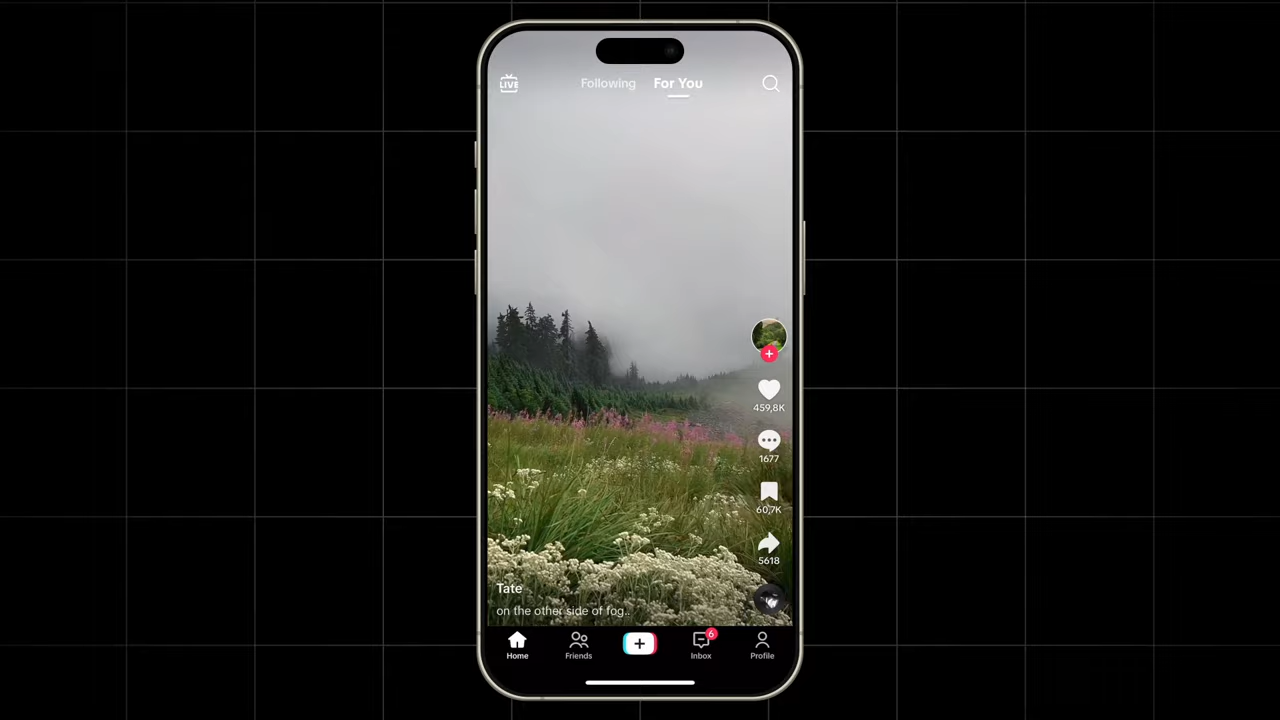 LIVE
Following For You
459,8K
1677
60,7K
5618
Tate
on the other side of fog..
6
Home Friends Inbox Profile